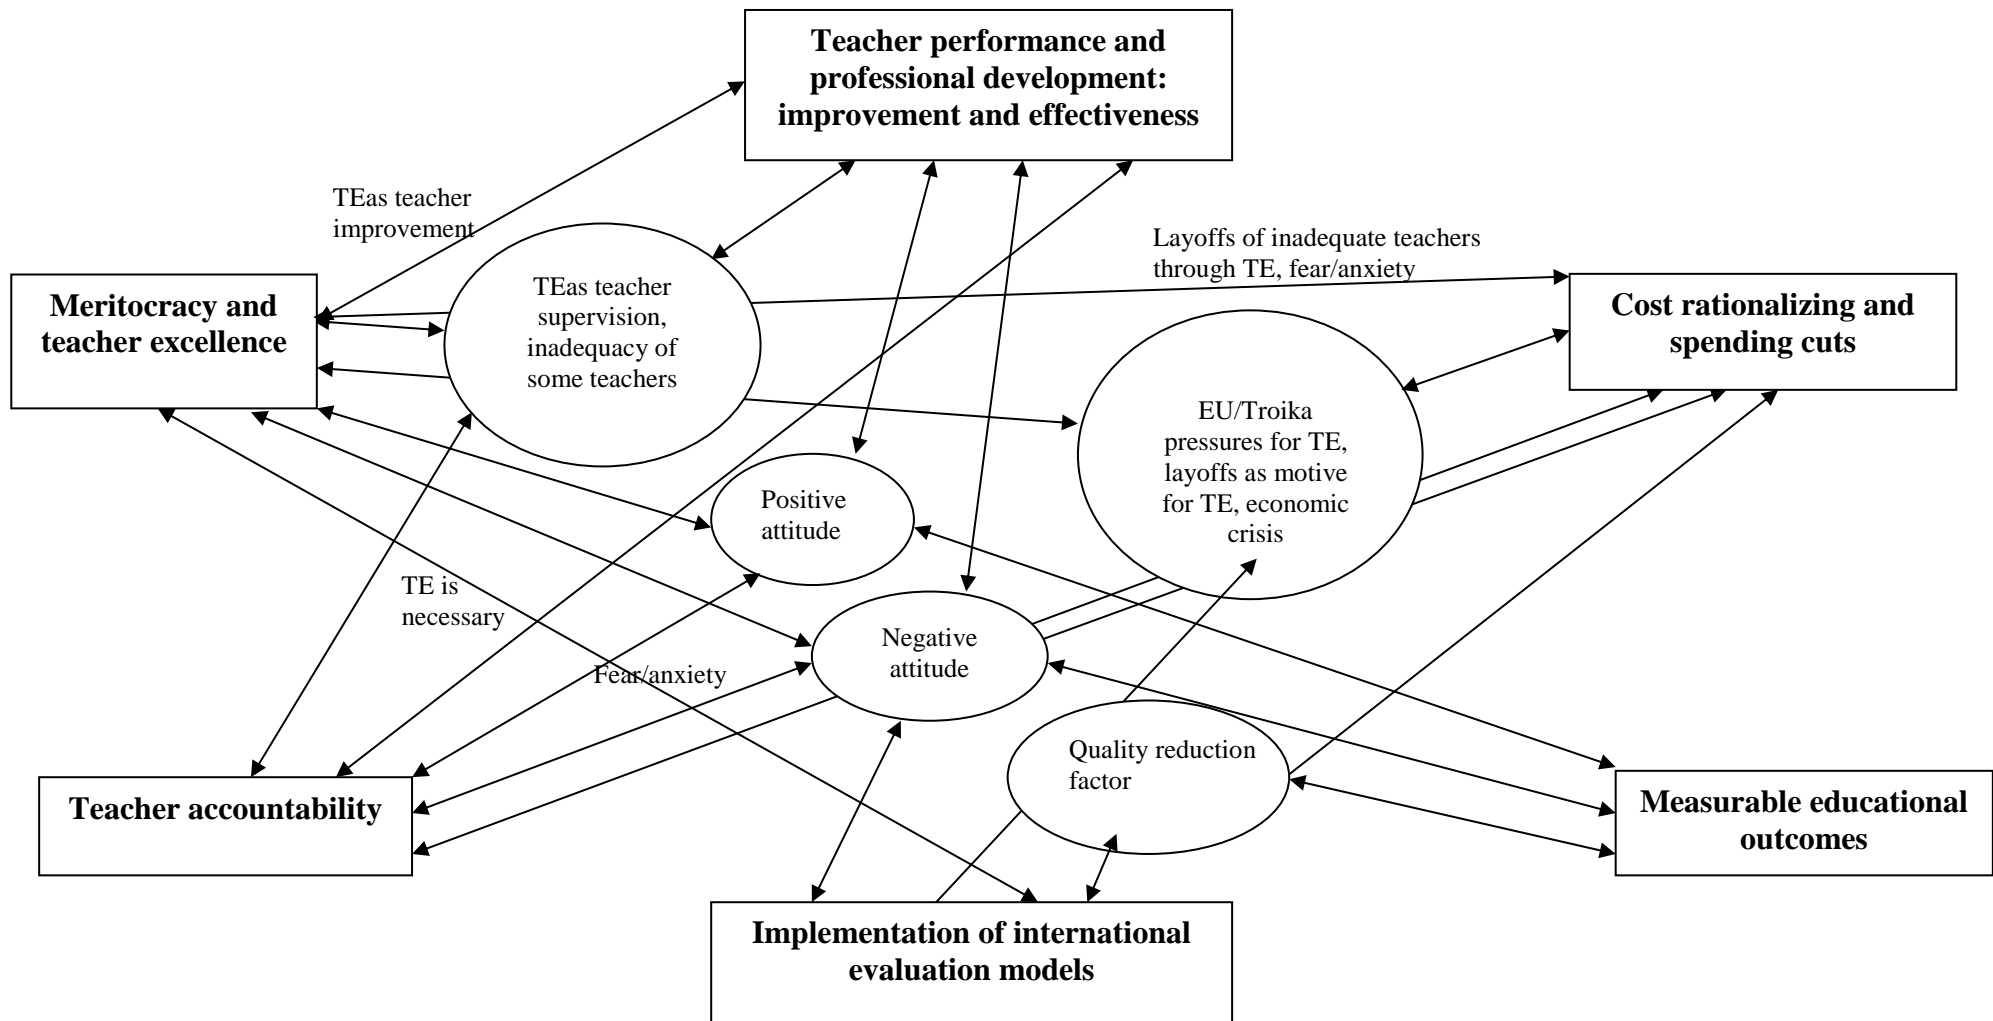 Teacher performance and
professional development:
improvement and effectiveness
TEas teacher
improvement
Layoffs of inadequate teachers
through TE, fear/anxiety
Meritocracy and
teacher excellence
TEas teacher
supervision,
inadequacy of
some teachers
Cost rationalizing and
spending cuts
EU/Troika
pressures for TE,
layoffs as motive
for TE, economic
crisis
Positive
attitude
TE is
necessary
Negative
attitude
Fear/anxiety
Quality reduction
factor
Teacher accountability
Measurable educational
outcomes
Implementation of international
evaluation models